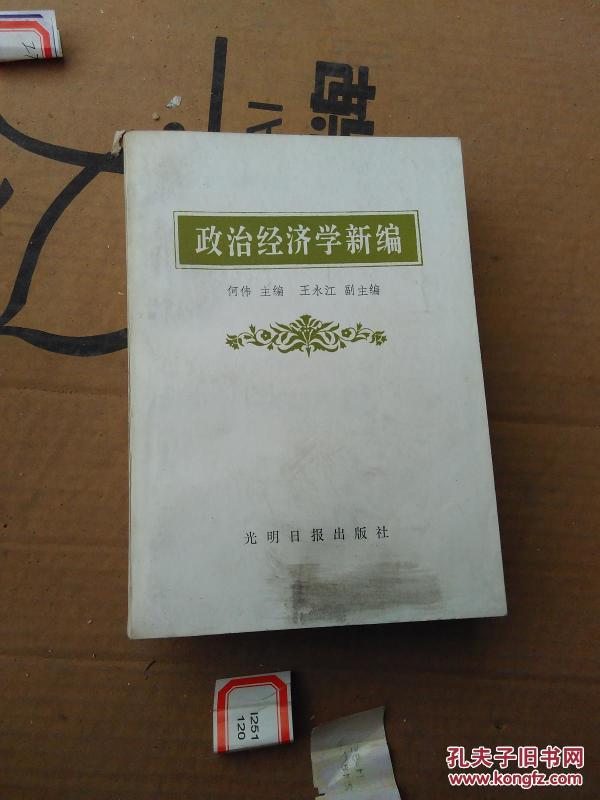 政治经济学新编
何伟 主编 王永江 副主编
光明日报出版社
I251
120
孔夫子旧书网
www.kongfz.com